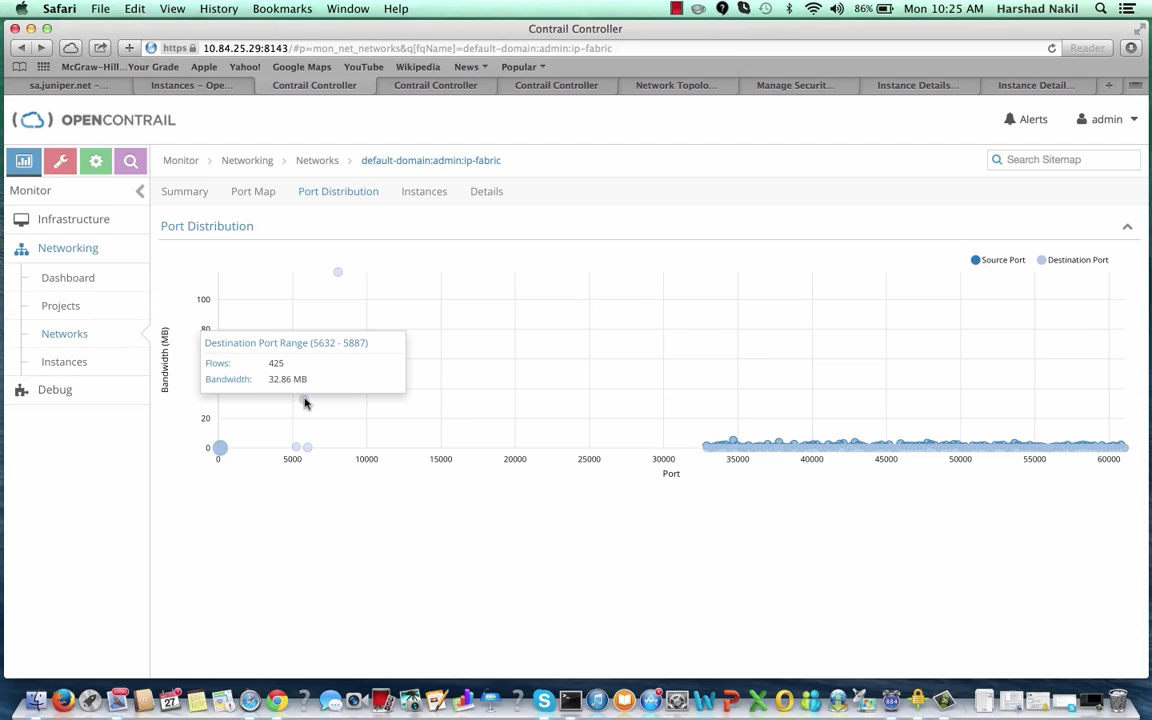 Safari File Edit View History Bookmarks Window Help 86% Mon 10:25 AM Harshad Nakil
Contrail Controller
https 10.84.25.29:8143/#p=mon_net_networks&q[fqName]=default-domain:admin:ip-fabric Reader
McGraw-Hill...Your Grade Apple Yahoo! Google Maps YouTube Wikipedia News Popular
sa.juniper.net -... Instances - Ope... Contrail Controller Contrail Controller Contrail Controller Network Topolo... Manage Securit... Instance Details... Instance Detail...
OPENCONTRAIL Alerts admin
Monitor Networking Networks default-domain:admin:ip-fabric Search Sitemap
Monitor
Summary Port Map Port Distribution Instances Details
Infrastructure
Networking
Dashboard
Projects
Networks
Instances
Debug
Port Distribution
Source Port Destination Port
Bandwidth (MB)
100
80
20
0
Destination Port Range (5632 - 5887)
Flows: 425
Bandwidth: 32.86 MB
0 5000 10000 15000 20000 25000 30000 35000 40000 45000 50000 55000 60000
Port